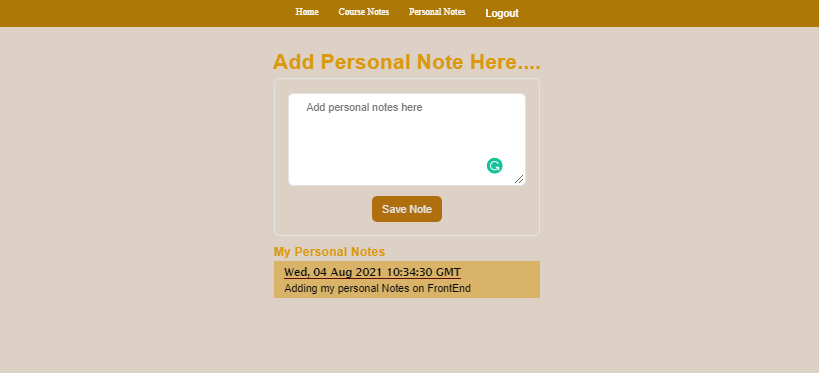 Home Course Notes Personal Notes Logout
Add Personal Note Here....
Add personal notes here
Save Note
My Personal Notes
Wed, 04 Aug 2021 10:34:30 GMT
Adding my personal Notes on FrontEnd